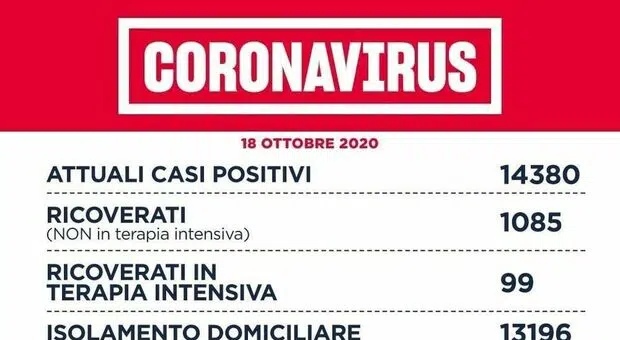 CORONAVIRUS
18 OTTOBRE 2020
ATTUALI CASI POSITIVI 14380
RICOVERATI 1085
(NON in terapia intensiva)
RICOVERATI IN
TERAPIA INTENSIVA 99
ISOLAMENTO DOMICILIARE 13196